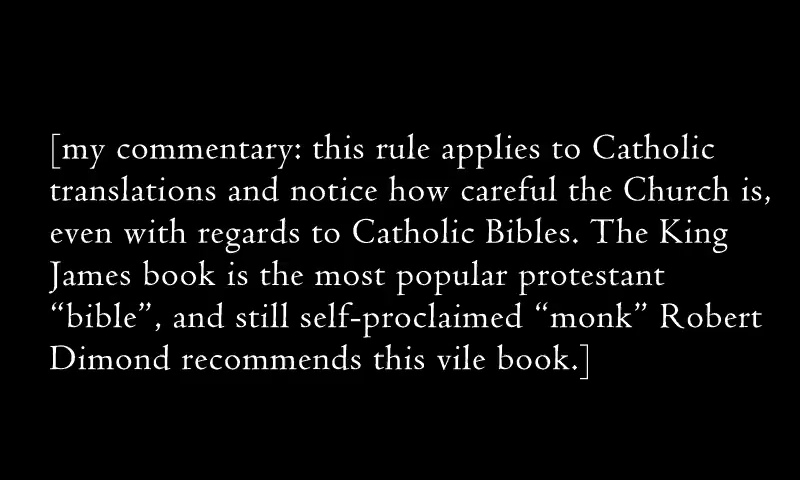 [my commentary: this rule applies to Catholic
translations and notice how careful the Church is,
even with regards to Catholic Bibles. The King
James book is the most popular protestant
“bible”, and still self-proclaimed “monk” Robert
Dimond recommends this vile book.]